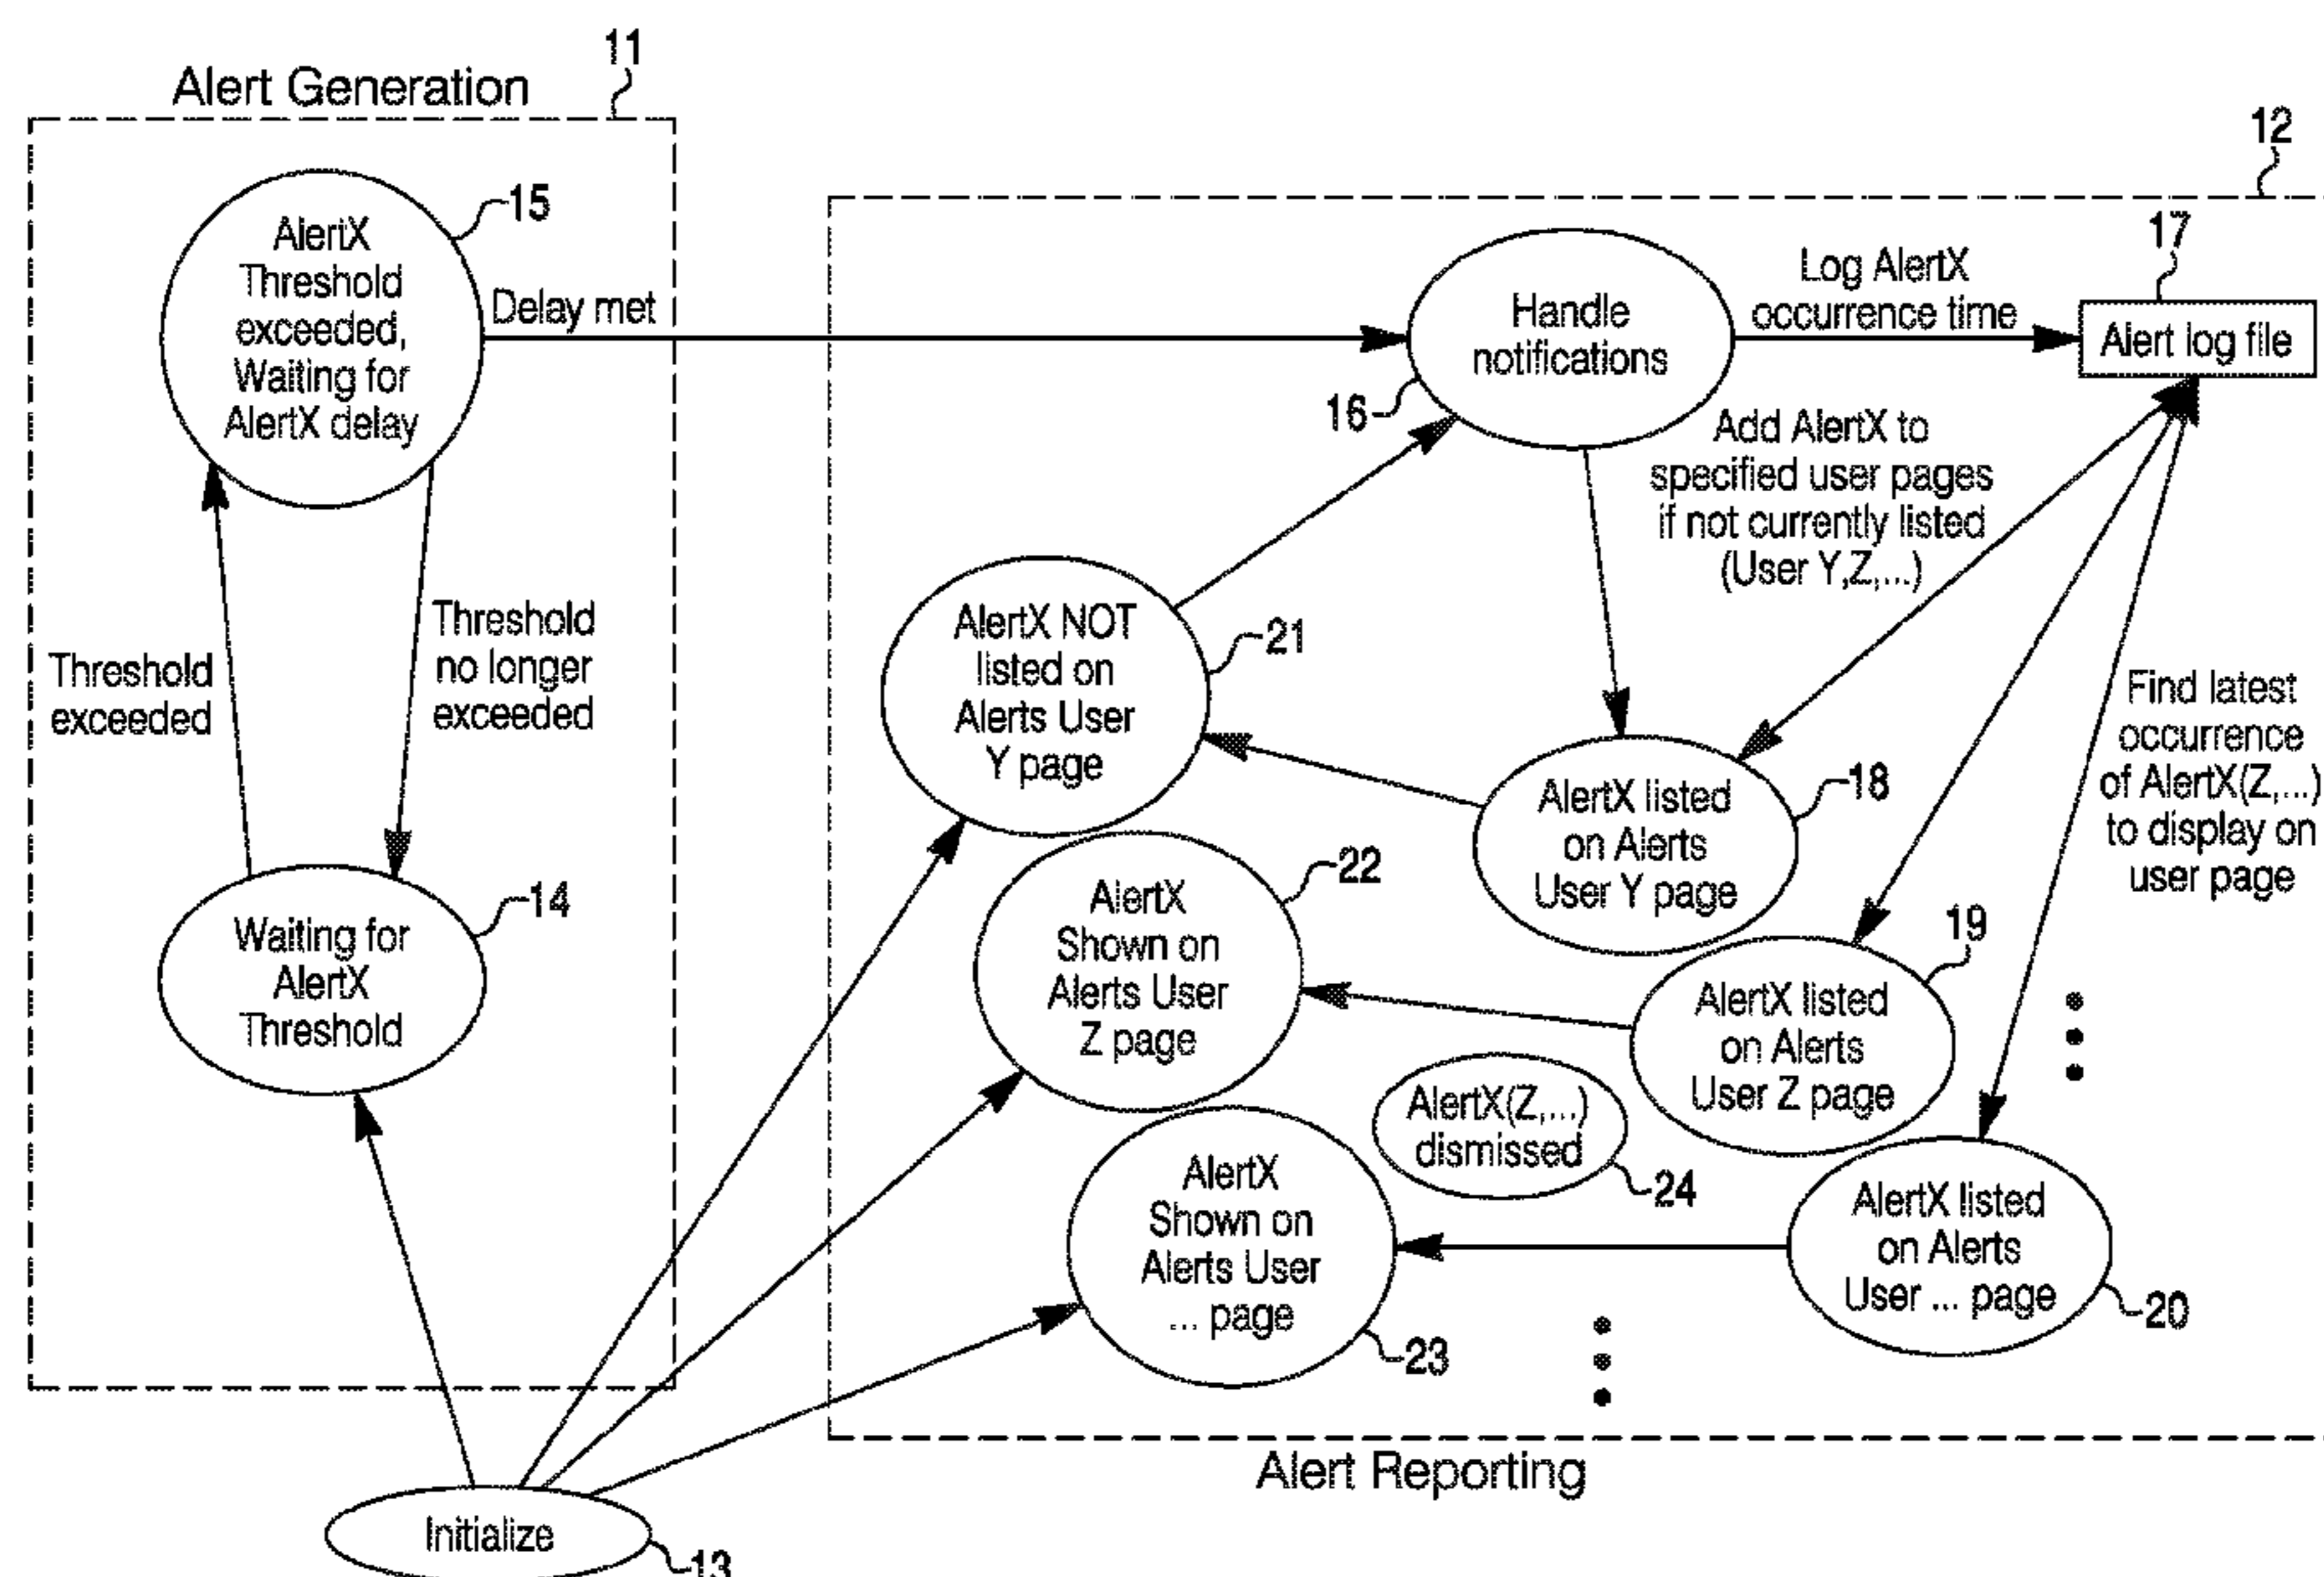 11
Alert Generation
12
15
AlertX
Threshold
exceeded,
Waiting for
AlertX delay
Delay met
Handle
notifications
16
Log AlertX
occurrence time
17
Alert log file
Add AlertX to
specified user pages
if not currently listed
(User Y,Z,...)
Threshold
exceeded
Threshold
no longer
exceeded
AlertX NOT
listed on
Alerts User
Y page
21
Find latest
occurrence
of AlertX(Z,...)
to display on
user page
AlertX listed
on Alerts
User Y page
18
14
Waiting for
AlertX
Threshold
AlertX
Shown on
Alerts User
Z page
22
19
AlertX listed
on Alerts
User Z page
AlertX(Z,...)
dismissed
24
AlertX
Shown on
Alerts User
... page
23
AlertX listed
on Alerts
User ... page
20
Alert Reporting
Initialize
13